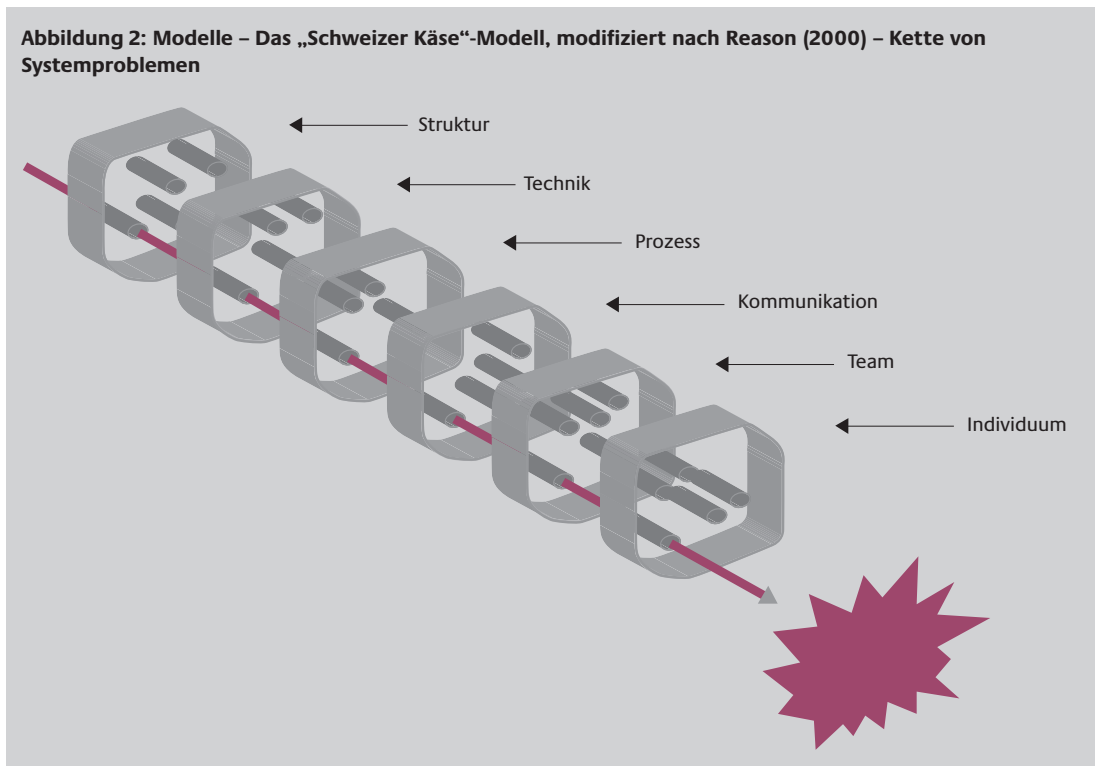 Abbildung 2: Modelle – Das „Schweizer Käse“-Modell, modifiziert nach Reason (2000) – Kette von
Systemproblemen
Struktur
Technik
Prozess
Kommunikation
Team
Individuum